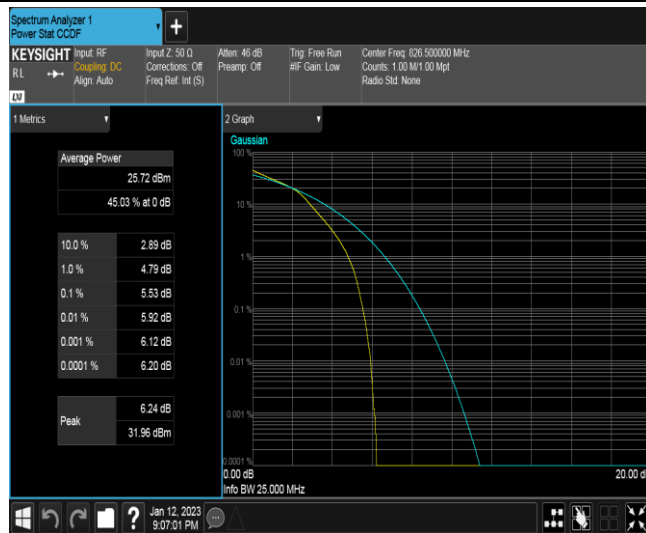 Spectrum Analyzer 1
Power Stat CCDF
+
KEYSIGHT
RL
Input: RF
Coupling: DC
Align: Auto
Input Z: 50 Ω
Corrections: Off
Freq Ref: Int (S)
Atten: 46 dB
Preamp: Off
Trig: Free Run
#IF Gain: Low
Center Freq: 826.500000 MHz
Counts: 1.00 M/1.00 Mpt
Radio Std: None
1 Metrics
Average Power
25.72 dBm
45.03 % at 0 dB
10.0 % 2.89 dB
1.0 % 4.79 dB
0.1 % 5.53 dB
0.01 % 5.92 dB
0.001 % 6.12 dB
0.0001 % 6.20 dB
Peak
6.24 dB
31.96 dBm
2 Graph
Gaussian
100 %
10 %
1 %
0.1 %
0.01 %
0.001 %
0.0001 %
0.00 dB
20.00 d
Info BW 25.000 MHz
?
Jan 12, 2023
9:07:01 PM